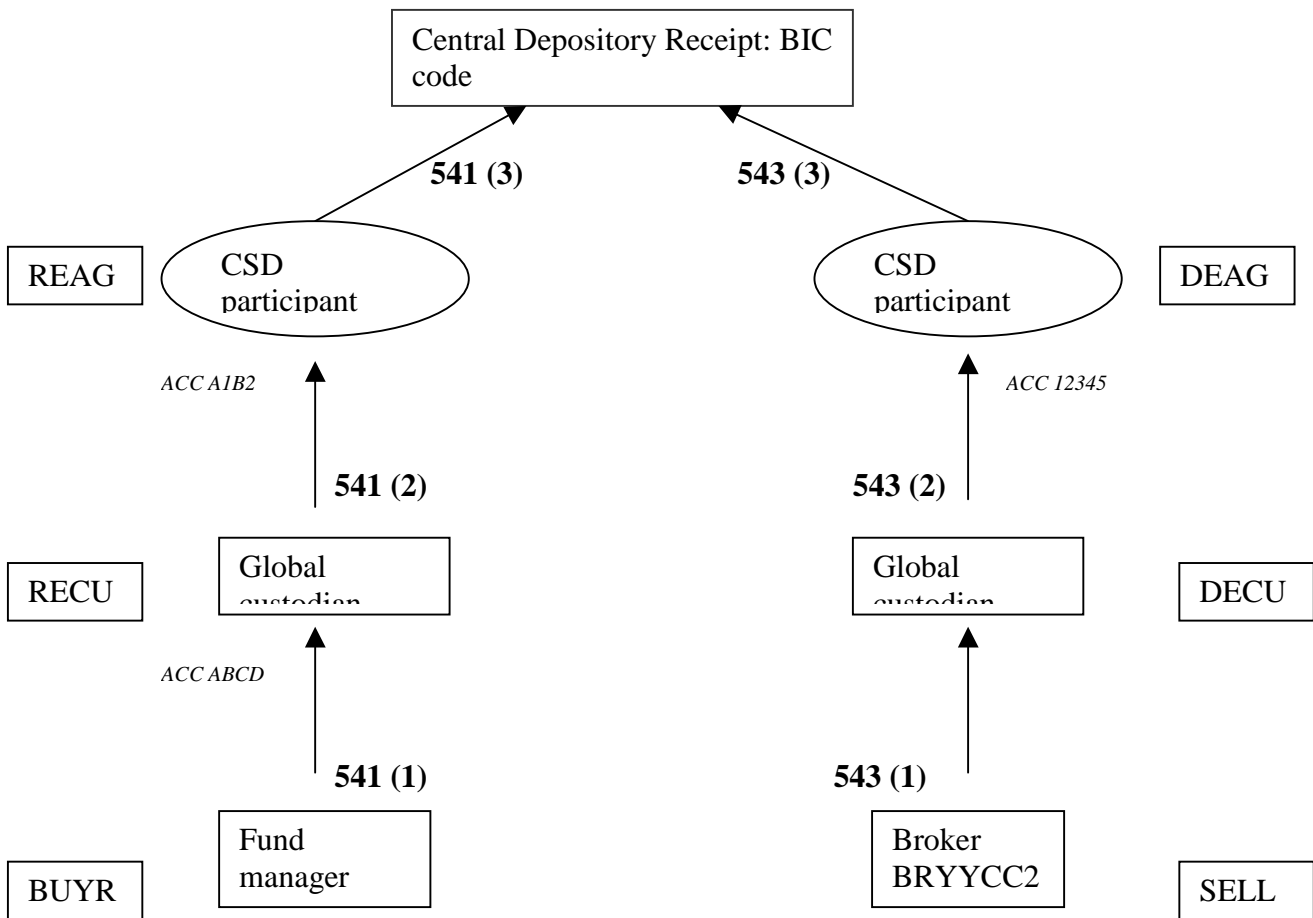 Central Depository Receipt: BIC
code
541 (3)
543 (3)
REAG
CSD
participant
CSD
participant
DEAG
ACC A1B2
ACC 12345
541 (2)
543 (2)
RECU
Global
custodian
Global
custodian
DECU
ACC ABCD
541 (1)
543 (1)
BUYR
Fund
manager
Broker
BRYYCC2
SELL